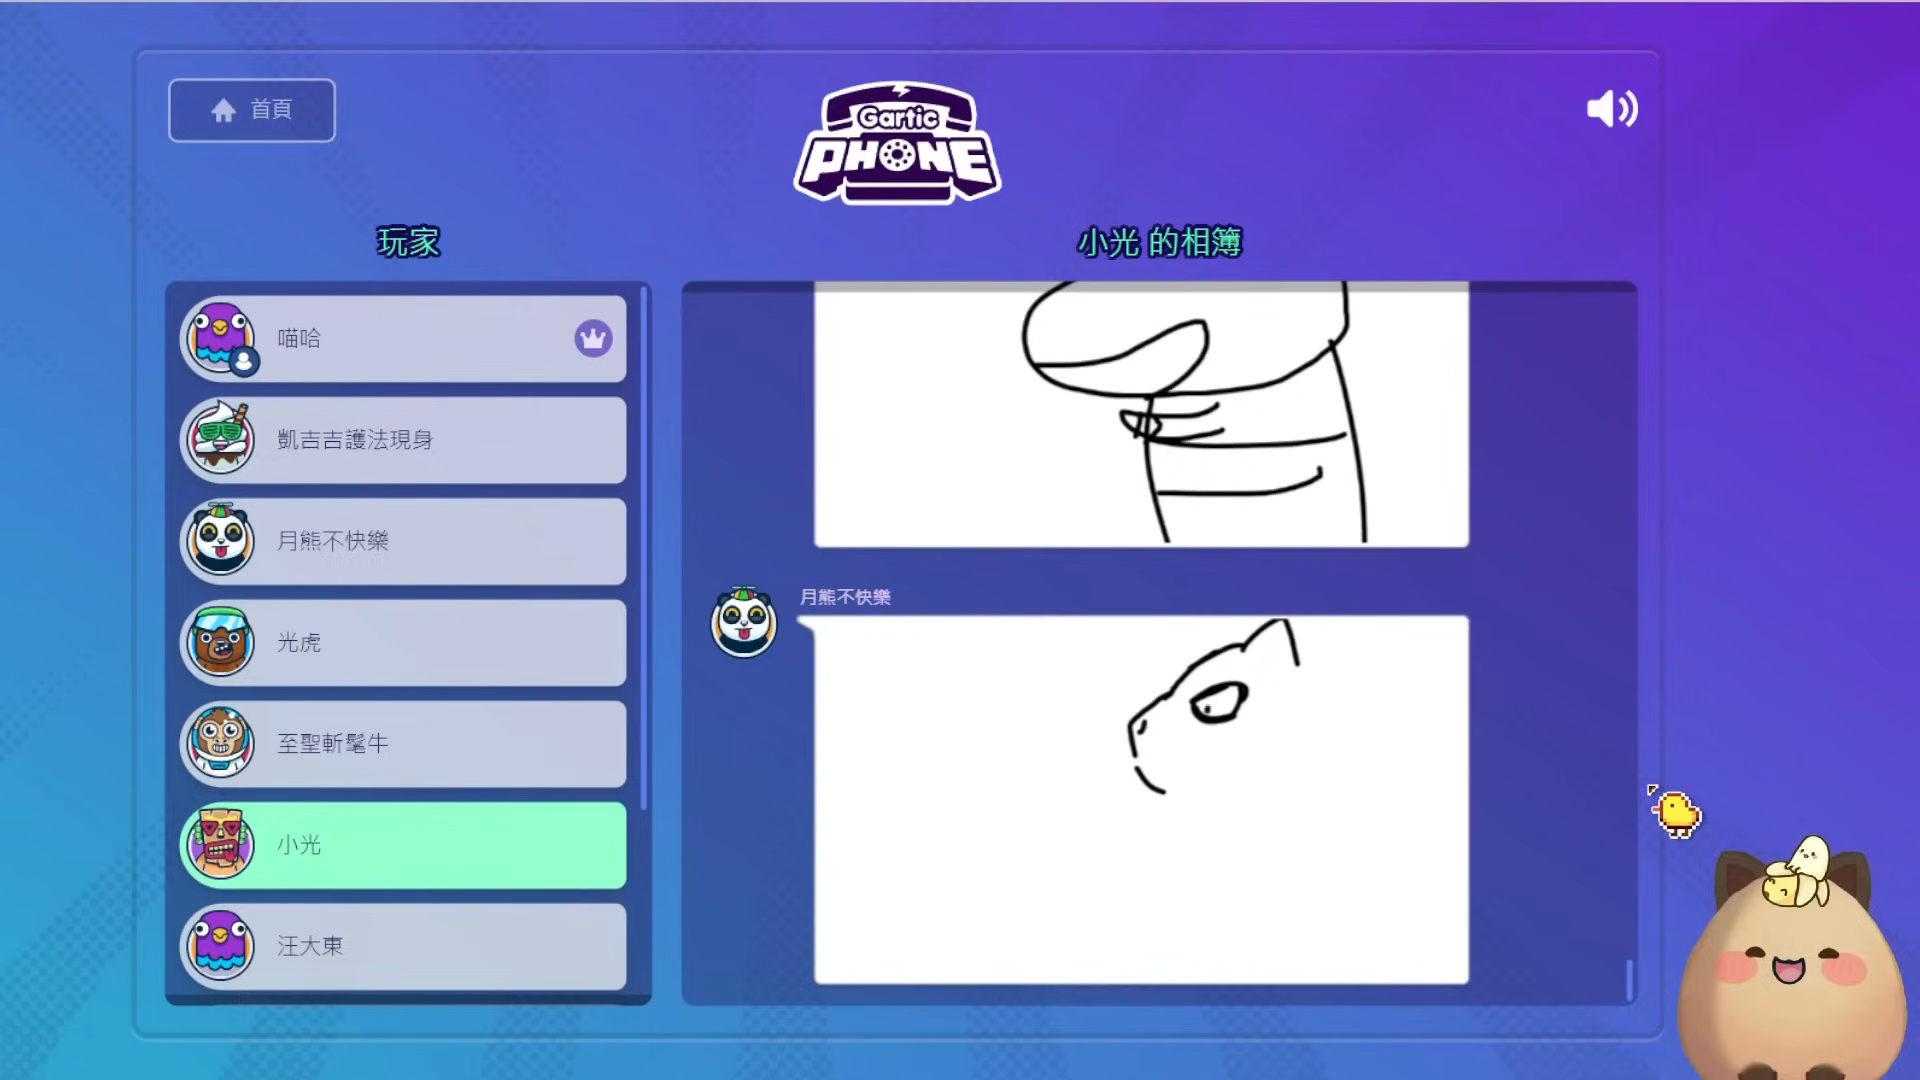 首頁
Gartic
PHONE
玩家
小光 的相簿
喵哈
凱吉吉護法現身
月熊不快樂
光虎
至聖斬髦牛
小光
汪大東
月熊不快樂